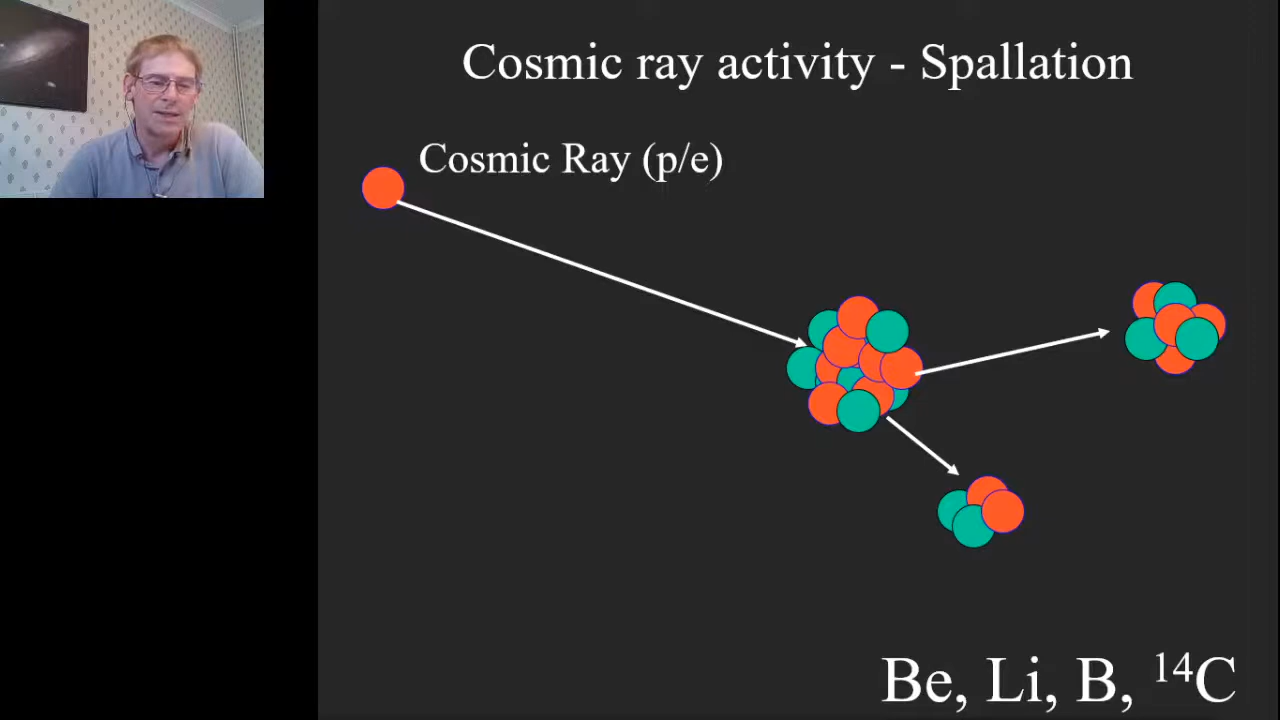 Cosmic ray activity - Spallation
Cosmic Ray (p/e)
Be, Li, B, ¹⁴C